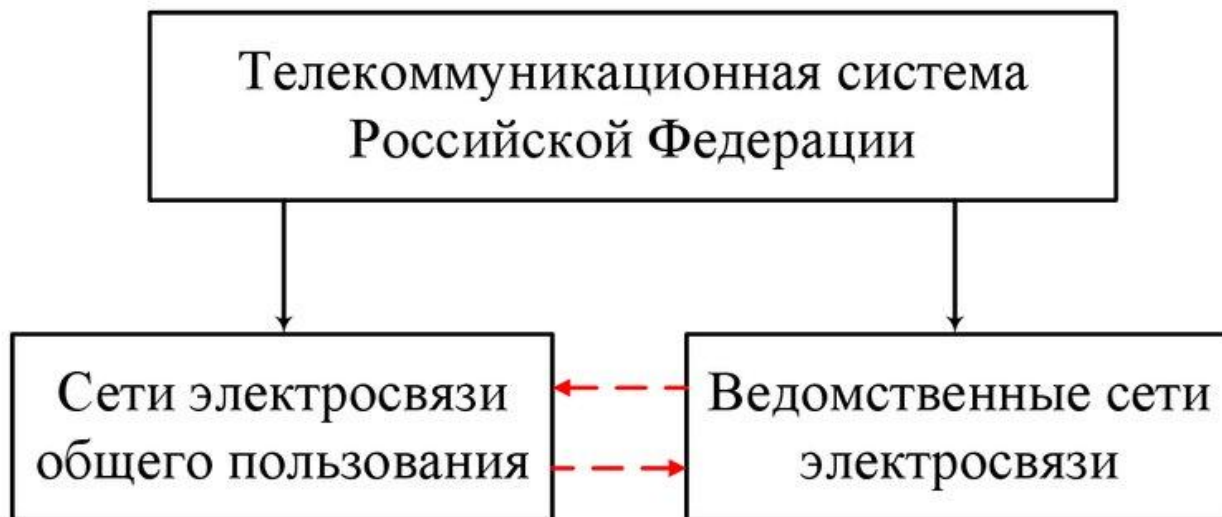 Телекоммуникационная система
Российской Федерации
Сети электросвязи
общего пользования
Ведомственные сети
электросвязи